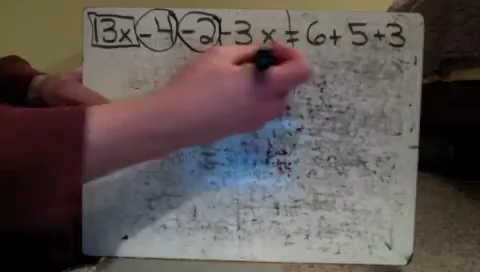 13x - 4 - 2 - 3x = 6 + 5 + 3